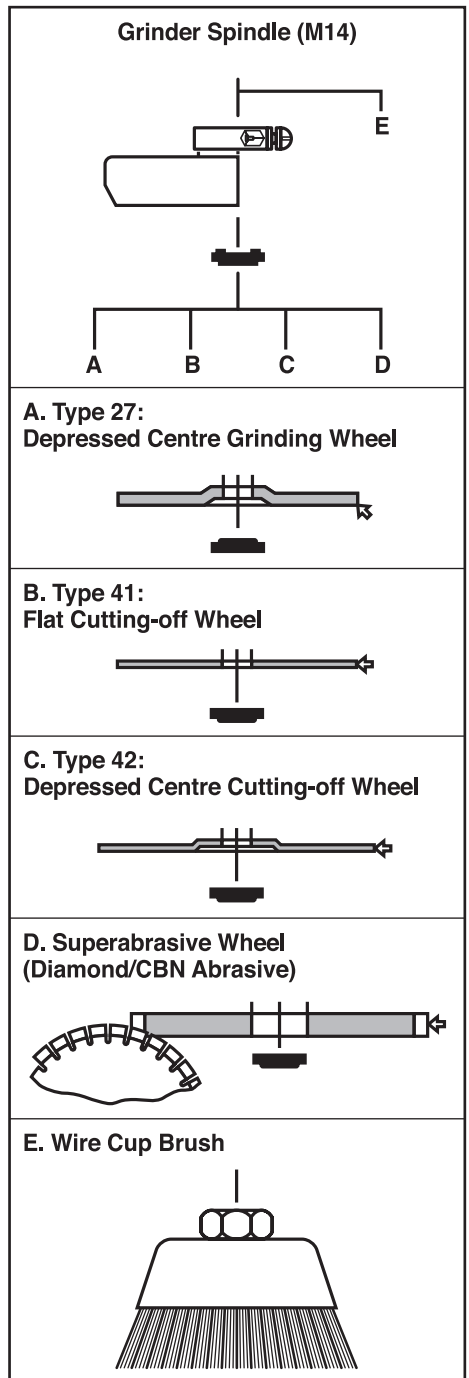 Grinder Spindle (M14)
E
A B C D
A. Type 27:
Depressed Centre Grinding Wheel
B. Type 41:
Flat Cutting-off Wheel
C. Type 42:
Depressed Centre Cutting-off Wheel
D. Superabrasive Wheel
(Diamond/CBN Abrasive)
E. Wire Cup Brush